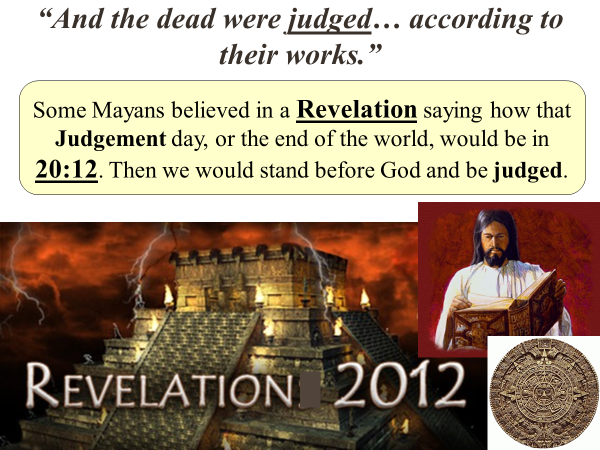 “And the dead were judged… according to
their works.”
Some Mayans believed in a Revelation saying how that
Judgement day, or the end of the world, would be in
20:12. Then we would stand before God and be judged.
REVELATION 2012